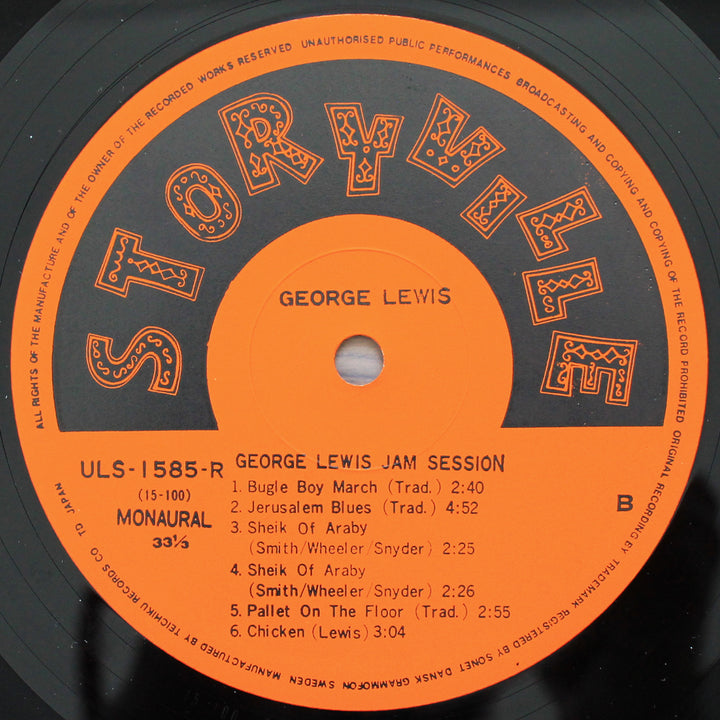 ALL RIGHTS OF THE MANUFACTURE AND OF THE OWNER OF THE RECORDED WORKS RESERVED UNAUTHORISED PUBLIC PERFORMANCES BROADCASTING AND COPYING AND COPYING OF THE RECORD PROHIBITED ORIGINAL RECORDING BY TRADEMARK REGISTERED BY SONET DANSK GRAMMOFON SWEDEN MANUFACTURED BY TEICHIKU RECORDS CO TD JAPAN
STORYVILLE
GEORGE LEWIS
ULS-1585-R
(15-100)
MONAURAL
33⅓
B
GEORGE LEWIS JAM SESSION
1. Bugle Boy March (Trad.) 2:40
2. Jerusalem Blues (Trad.) 4:52
3. Sheik Of Araby
(Smith/Wheeler/Snyder) 2:25
4. Sheik Of Araby
(Smith/Wheeler/Snyder) 2:26
5. Pallet On The Floor (Trad.) 2:55
6. Chicken (Lewis) 3:04
15-100